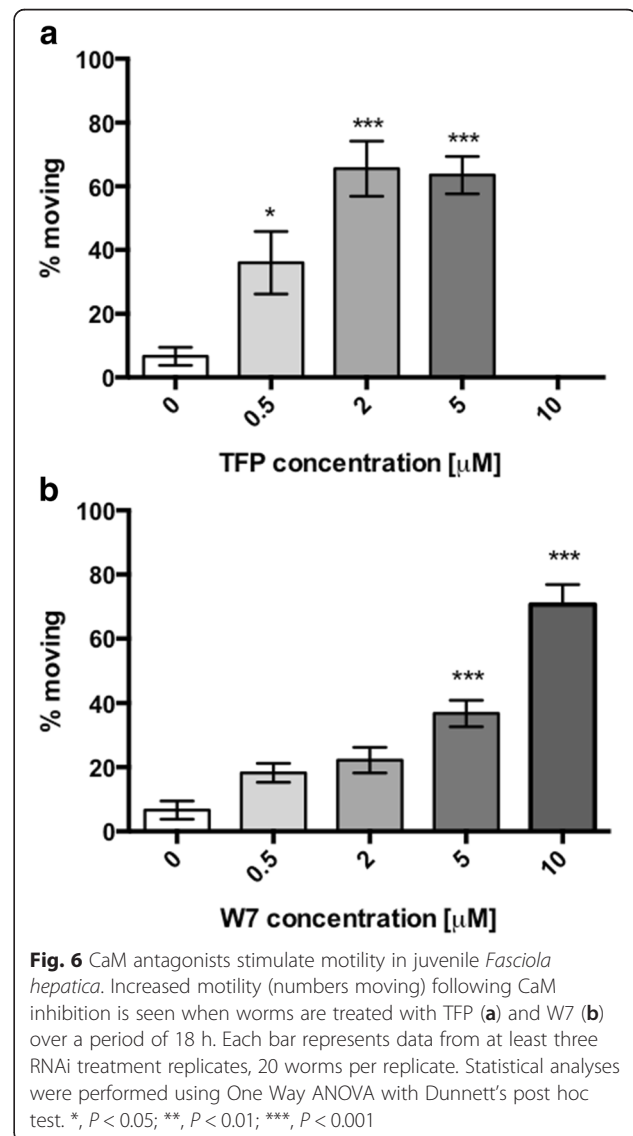 a
100
80
60
40
20
0
% moving
*
***
***
0
0.5
2
5
10
TFP concentration [μM]
b
100
80
60
40
20
0
% moving
***
***
0
0.5
2
5
10
W7 concentration [μM]
Fig. 6 CaM antagonists stimulate motility in juvenile Fasciola
hepatica. Increased motility (numbers moving) following CaM
inhibition is seen when worms are treated with TFP (a) and W7 (b)
over a period of 18 h. Each bar represents data from at least three
RNAi treatment replicates, 20 worms per replicate. Statistical analyses
were performed using One Way ANOVA with Dunnett’s post hoc
test. *, P < 0.05; **, P < 0.01; ***, P < 0.001